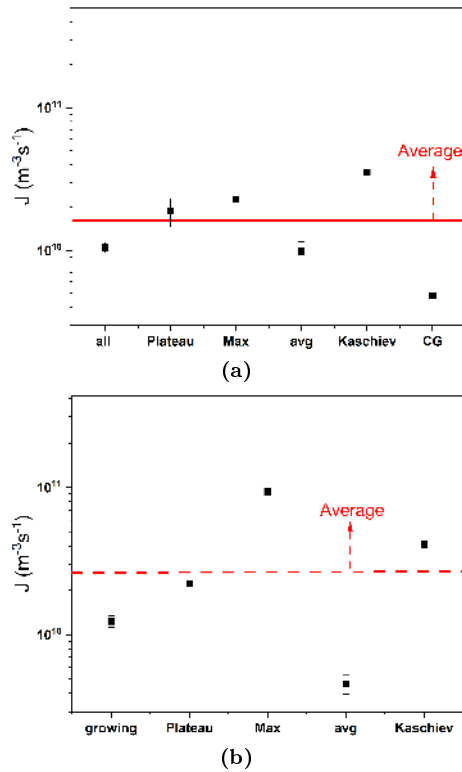 10¹¹
J (m⁻³s⁻¹)
Average
10¹⁰
all Plateau Max avg Kaschiev CG
(a)
10¹¹
J (m⁻³s⁻¹)
Average
10¹⁰
growing Plateau Max avg Kaschiev
(b)